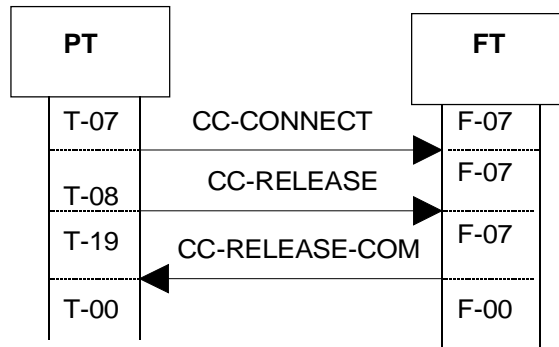 PT FT
T-07 CC-CONNECT F-07
T-08 CC-RELEASE F-07
T-19 CC-RELEASE-COM F-07
T-00 F-00